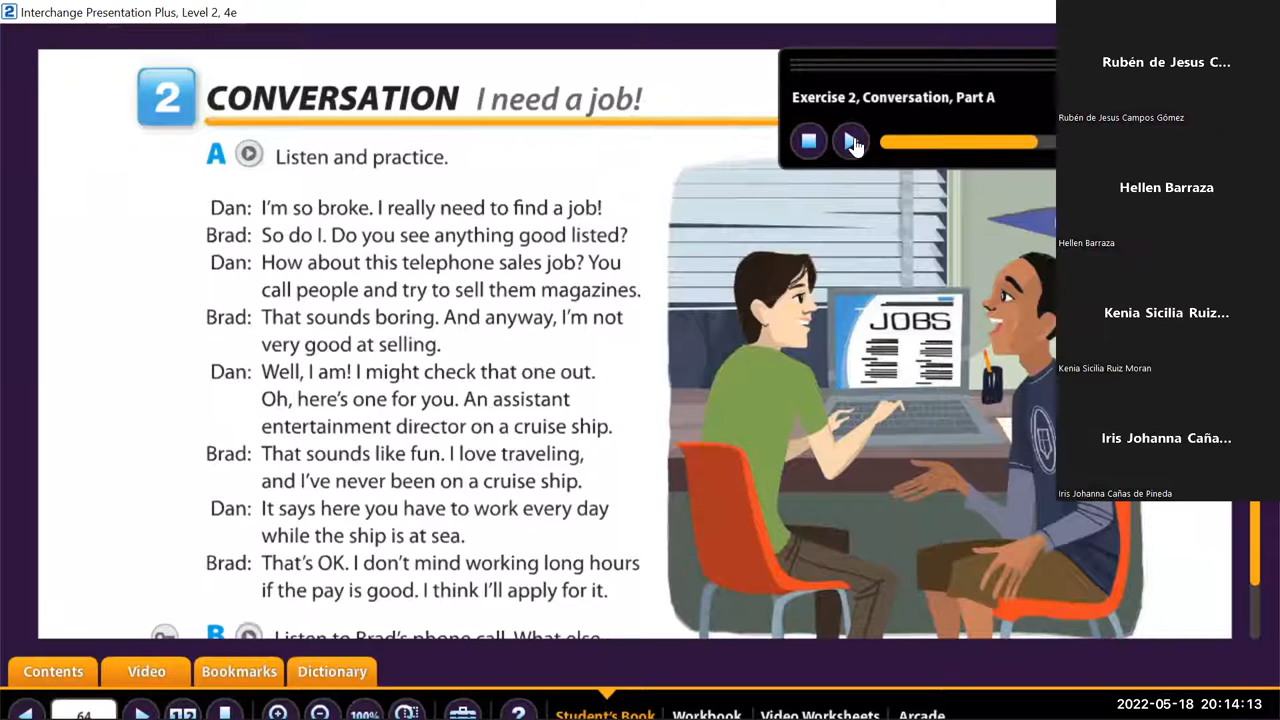 Interchange Presentation Plus, Level 2, 4e
2 CONVERSATION I need a job!
A Listen and practice.
Dan: I'm so broke. I really need to find a job!
Brad: So do I. Do you see anything good listed?
Dan: How about this telephone sales job? You
call people and try to sell them magazines.
Brad: That sounds boring. And anyway, I'm not
very good at selling.
Dan: Well, I am! I might check that one out.
Oh, here's one for you. An assistant
entertainment director on a cruise ship.
Brad: That sounds like fun. I love traveling,
and I've never been on a cruise ship.
Dan: It says here you have to work every day
while the ship is at sea.
Brad: That's OK. I don't mind working long hours
if the pay is good. I think I'll apply for it.
B Listen to Brad's phone call. What else
Exercise 2, Conversation, Part A
JOBS
Rubén de Jesus C...
Rubén de Jesus Campos Gómez
Hellen Barraza
Hellen Barraza
Kenia Sicilia Ruiz...
Kenia Sicilia Ruiz Moran
Iris Johanna Caña...
Iris Johanna Cañas de Pineda
Contents Video Bookmarks Dictionary
64 100% ? Student's Book Workbook Video Worksheets Arcade
2022-05-18 20:14:13